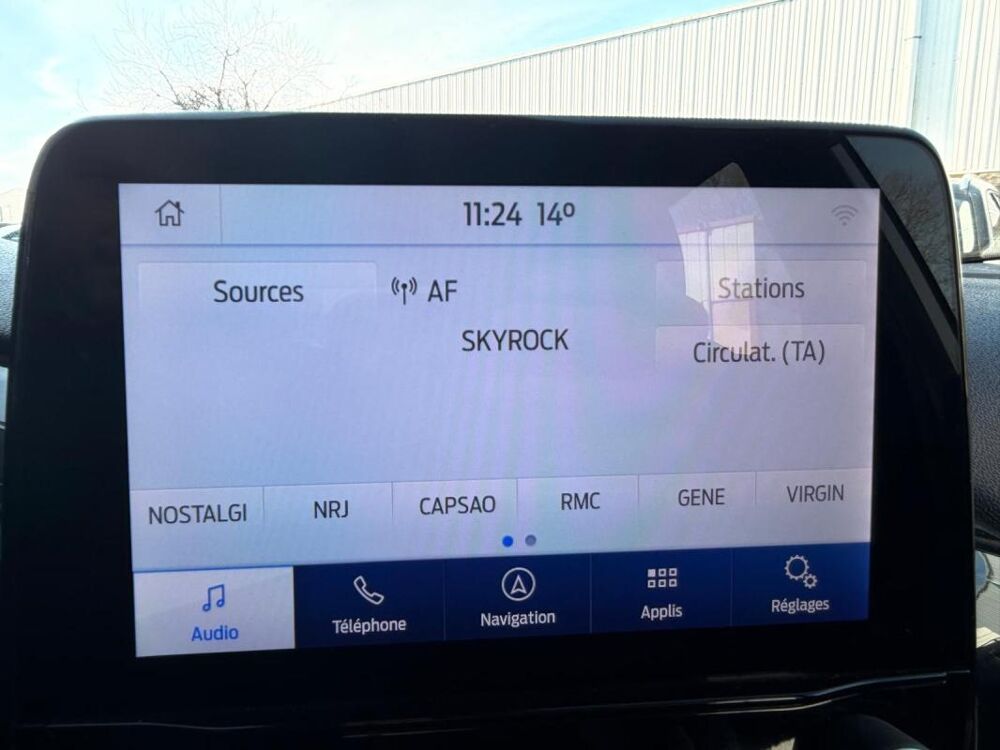 11:24 14º
Sources
AF
Stations
SKYROCK
Circulat. (TA)
NOSTALGI
NRJ
CAPSAO
RMC
GENE
VIRGIN
Audio
Téléphone
Navigation
Applis
Réglages